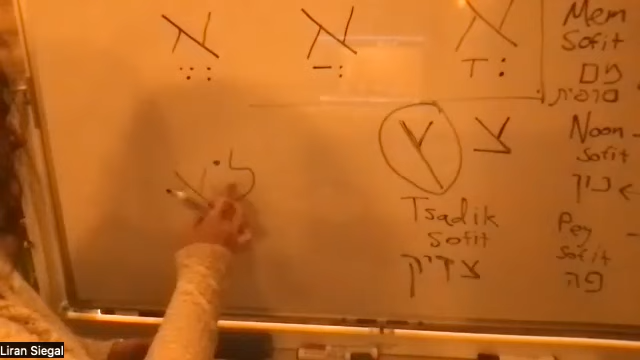 אֳ אֲ אֱ
Mem
Sofit
מם
סופית
ץ צ
Tsadik
Sofit
צדיק
Noon
Sofit
נון
Pey
Sofit
פה
Liran Siegal